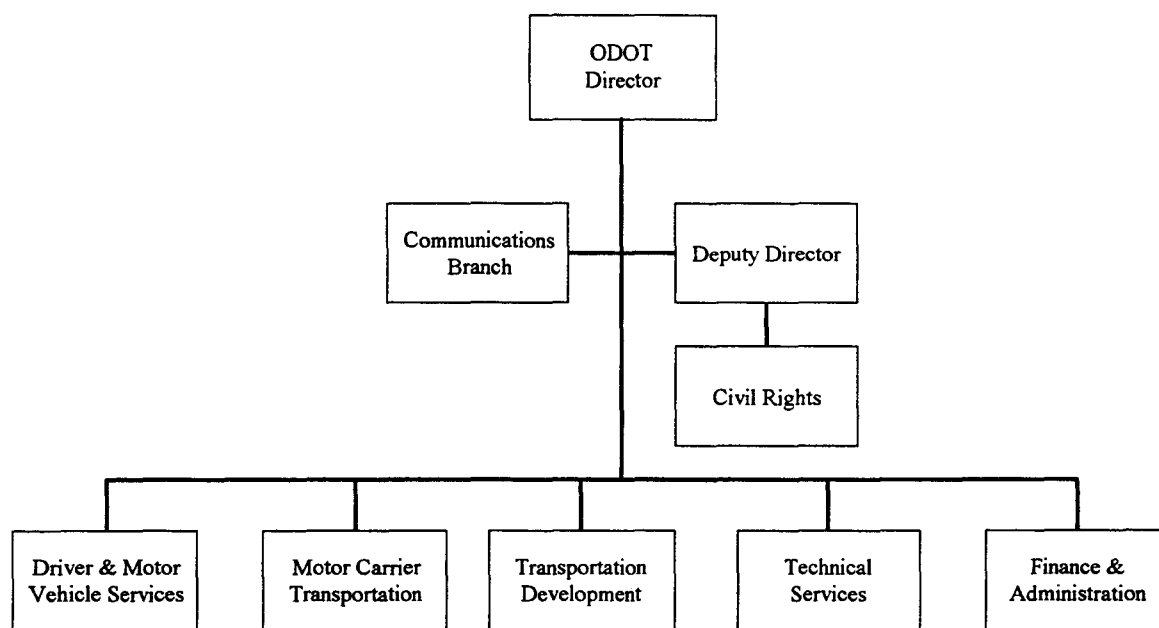 ODOT
Director
Communications
Branch
Deputy Director
Civil Rights
Driver & Motor
Vehicle Services
Motor Carrier
Transportation
Transportation
Development
Technical
Services
Finance &
Administration